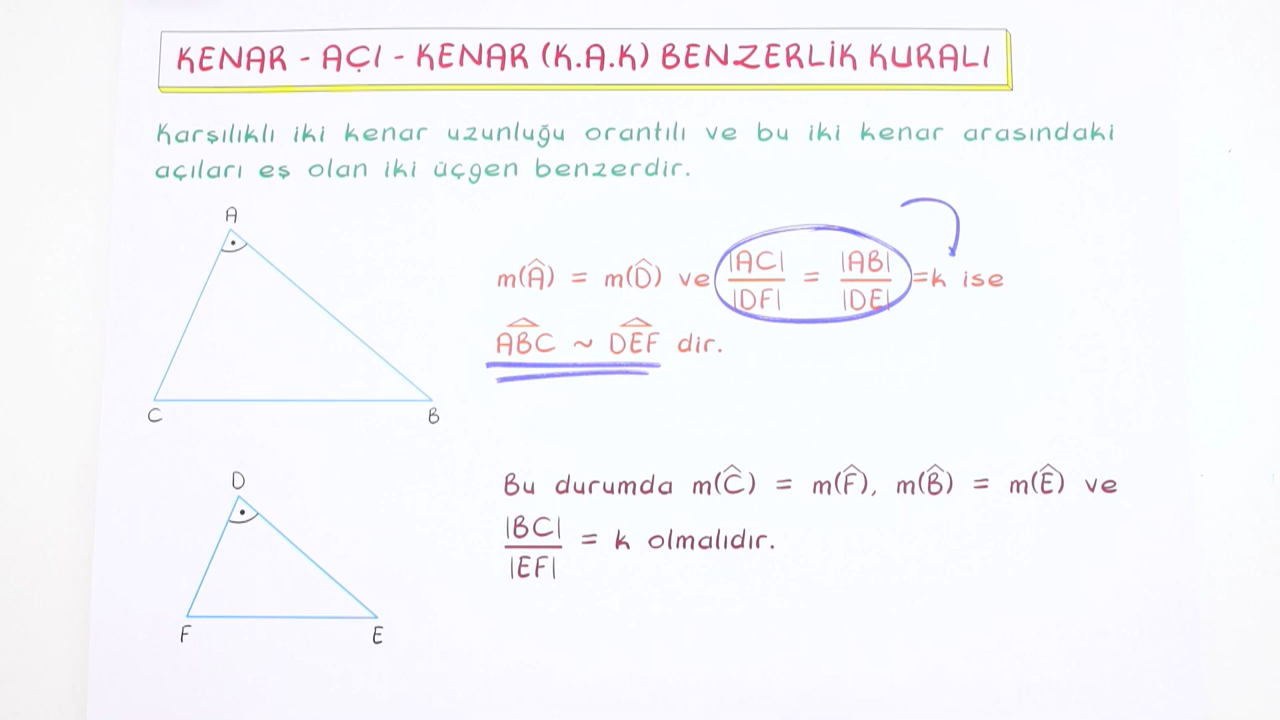 KENAR - AÇI - KENAR (K.A.K) BENZERLİK KURALI
Karşılıklı iki kenar uzunluğu orantılı ve bu iki kenar arasındaki
açıları eş olan iki üçgen benzerdir.
A
C
B
m(Â) = m(D̂) ve |AC| / |DF| = |AB| / |DE| = k ise
ABC ~ DEF dir.
D
F
E
Bu durumda m(Ĉ) = m(F̂), m(B̂) = m(Ê) ve
|BC| / |EF| = k olmalıdır.